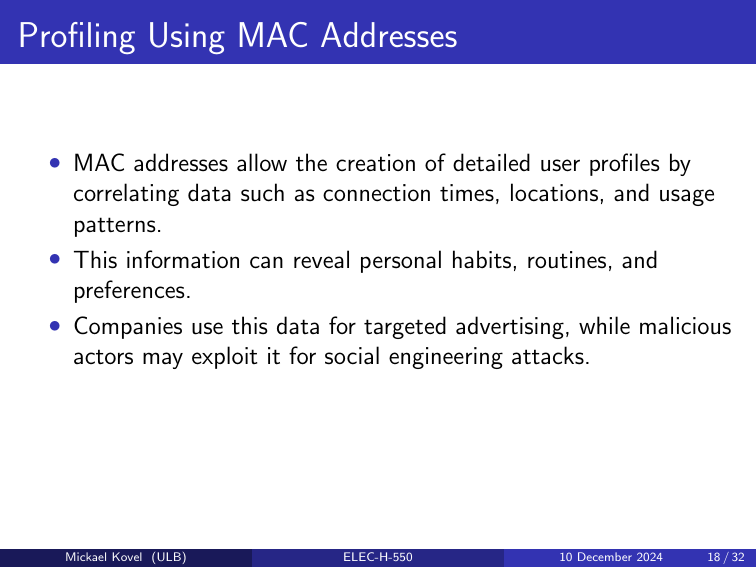 Profiling Using MAC Addresses
• MAC addresses allow the creation of detailed user profiles by
correlating data such as connection times, locations, and usage
patterns.
• This information can reveal personal habits, routines, and
preferences.
• Companies use this data for targeted advertising, while malicious
actors may exploit it for social engineering attacks.
Mickael Kovel (ULB) ELEC-H-550 10 December 2024 18 / 32